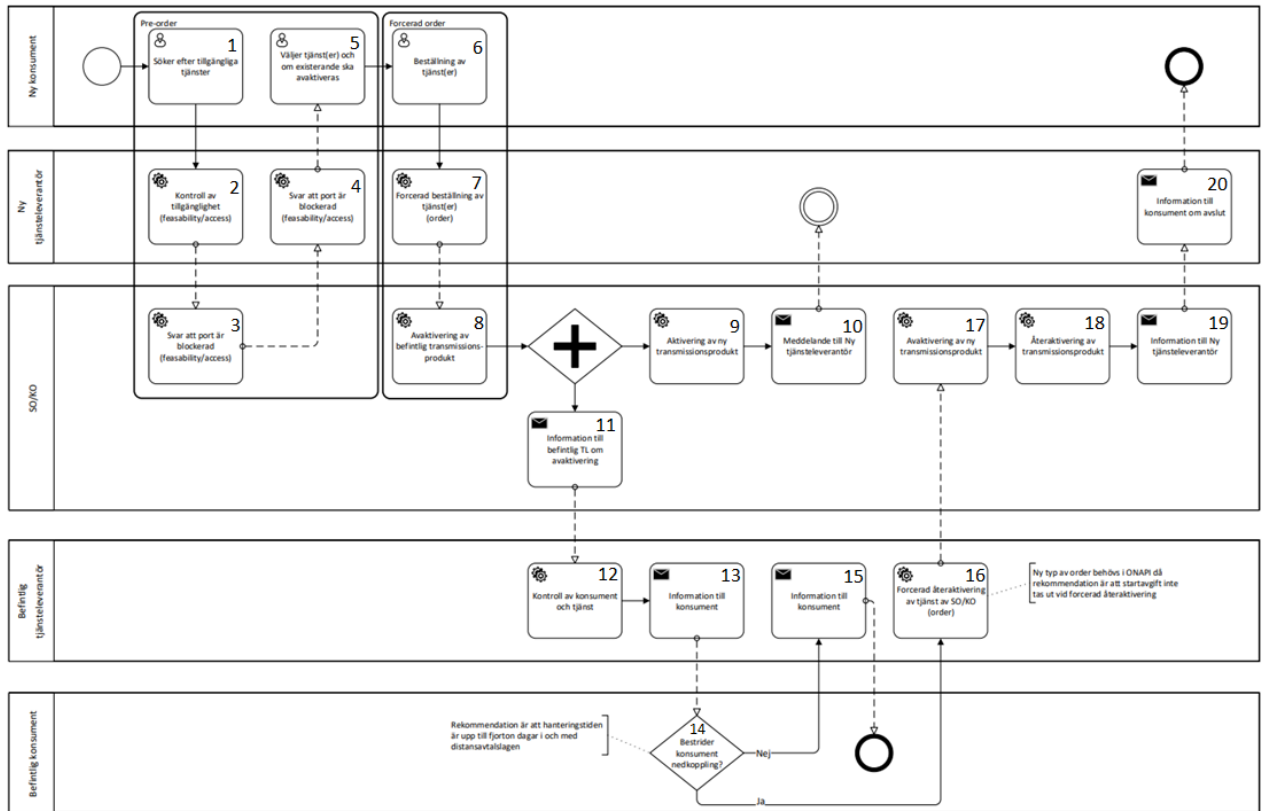 Ny konsument
Pre-order
1
Söker efter tillgängliga
tjänster
5
Väljer tjänst(er) och
om existerande ska
avaktiveras
Forcerad order
6
Beställning av
tjänst(er)
Ny
tjänsteleverantör
2
Kontroll av
tillgänglighet
(feasability/access)
4
Svar att port är
blockerad
(feasability/access)
7
Forcerad beställning av
tjänst(er)
(order)
20
Information till
konsument om avslut
SO/KO
3
Svar att port är
blockerad
(feasability/access)
8
Avaktivering av
befintlig transmissions-
produkt
9
Aktivering av ny
transmissionsprodukt
10
Meddelande till Ny
tjänsteleverantör
17
Avaktivering av ny
transmissionsprodukt
18
Återaktivering av
transmissionsprodukt
19
Information till Ny
tjänsteleverantör
11
Information till
befintlig TL om
avaktivering
Befintlig
tjänsteleverantör
12
Kontroll av konsument
och tjänst
13
Information till
konsument
15
Information till
konsument
16
Forcerad återaktivering
av tjänst av SO/KO
(order)
Ny typ av order behövs i ONAPI då
rekommendation är att startavgift inte
tas ut vid forcerad återaktivering
Befintlig konsument
Rekommendation är att hanteringstiden
är upp till fjorton dagar i och med
distansavtalslagen
14
Bestrider
konsument
nedkoppling?
Nej
Ja